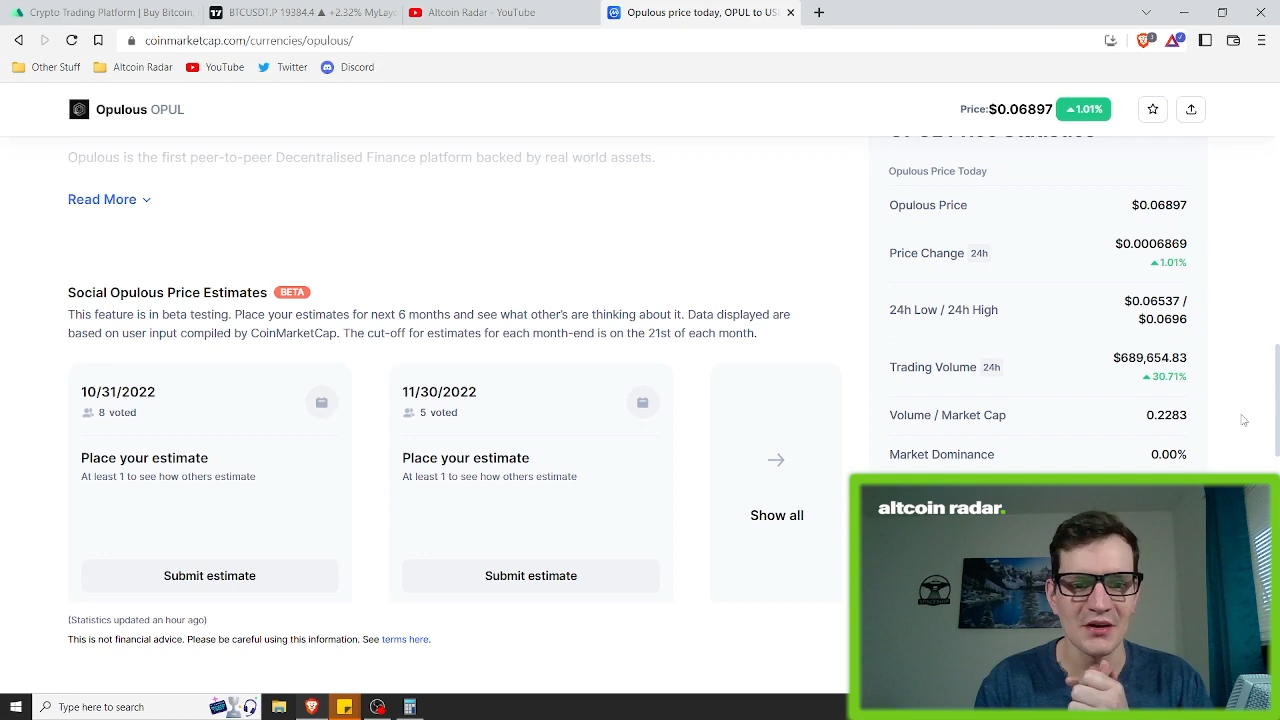 Crypto Trading Platform | Buy Bitcoin,
BTCUSDT.P 19384.4 ▲ +2.32% MyLayo
Altcoin Radar - YouTube
Opulous price today, OPUL to US
coinmarketcap.com/currencies/opulous/
3
Other Stuff
Altcoin Radar
YouTube
Twitter
Discord
Opulous OPUL
Price:$0.06897
1.01%
Opulous is the first peer-to-peer Decentralised Finance platform backed by real world assets.
Read More
Social Opulous Price Estimates BETA
This feature is in beta testing. Place your estimates for next 6 months and see what other's are thinking about it. Data displayed are
based on user input compiled by CoinMarketCap. The cut-off for estimates for each month-end is on the 21st of each month.
10/31/2022
8 voted
Place your estimate
At least 1 to see how others estimate
Submit estimate
11/30/2022
5 voted
Place your estimate
At least 1 to see how others estimate
Submit estimate
Show all
(Statistics updated an hour ago)
This is not financial advice. Please be careful using this information. See terms here.
Opulous Price Today
Opulous Price
$0.06897
Price Change 24h
$0.0006869
1.01%
24h Low / 24h High
$0.06537 /
$0.0696
Trading Volume 24h
$689,654.83
30.71%
Volume / Market Cap
0.2283
Market Dominance
0.00%
altcoin radar.
Type here to search